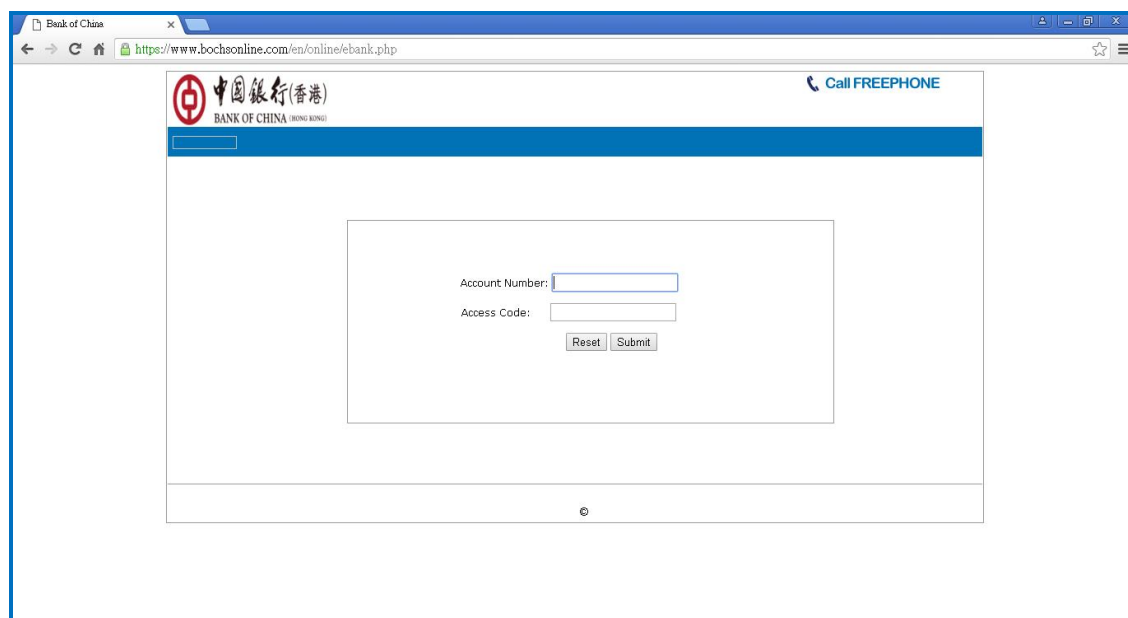 Bank of China
https://www.bochsonline.com/en/online/ebank.php
中国銀行(香港)
BANK OF CHINA (HONG KONG)
Call FREEPHONE
Account Number:
Access Code:
Reset Submit
©